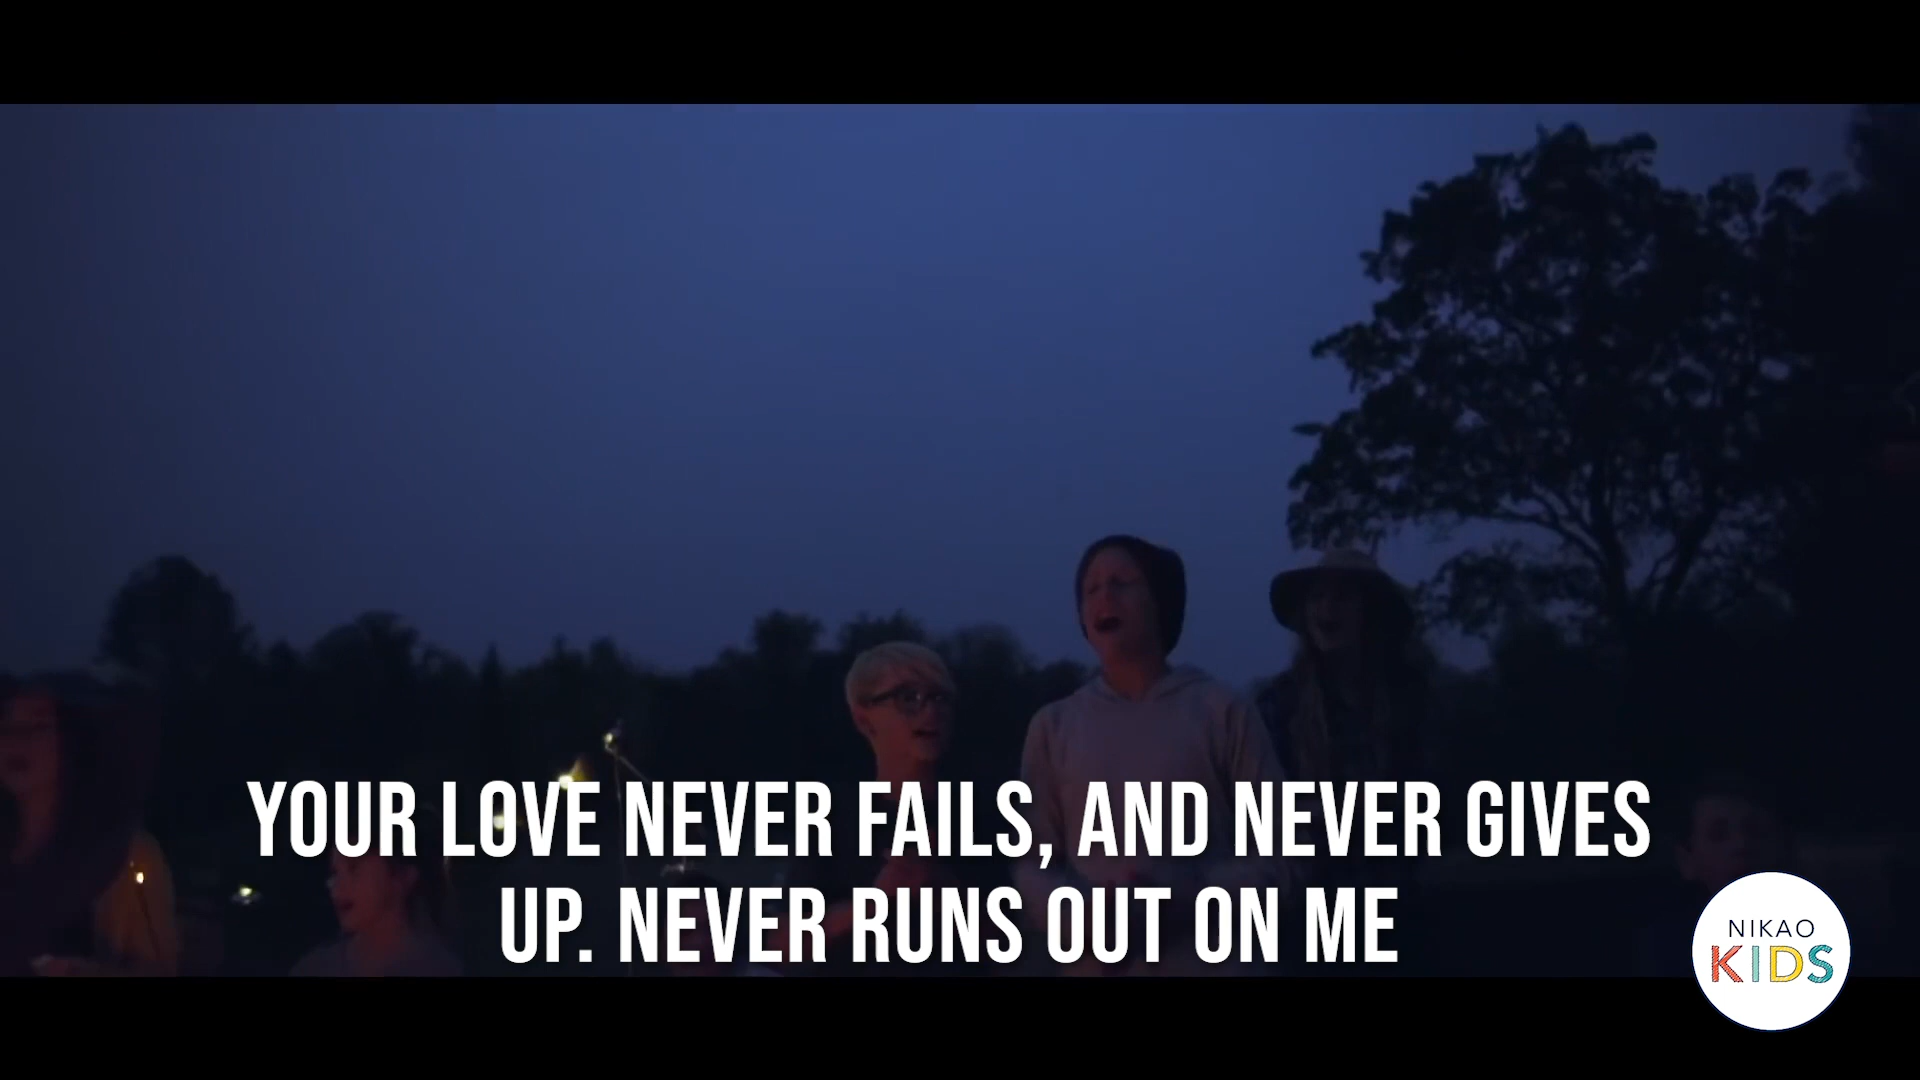 YOUR LOVE NEVER FAILS, AND NEVER GIVES
UP. NEVER RUNS OUT ON ME
NIKAO
KIDS